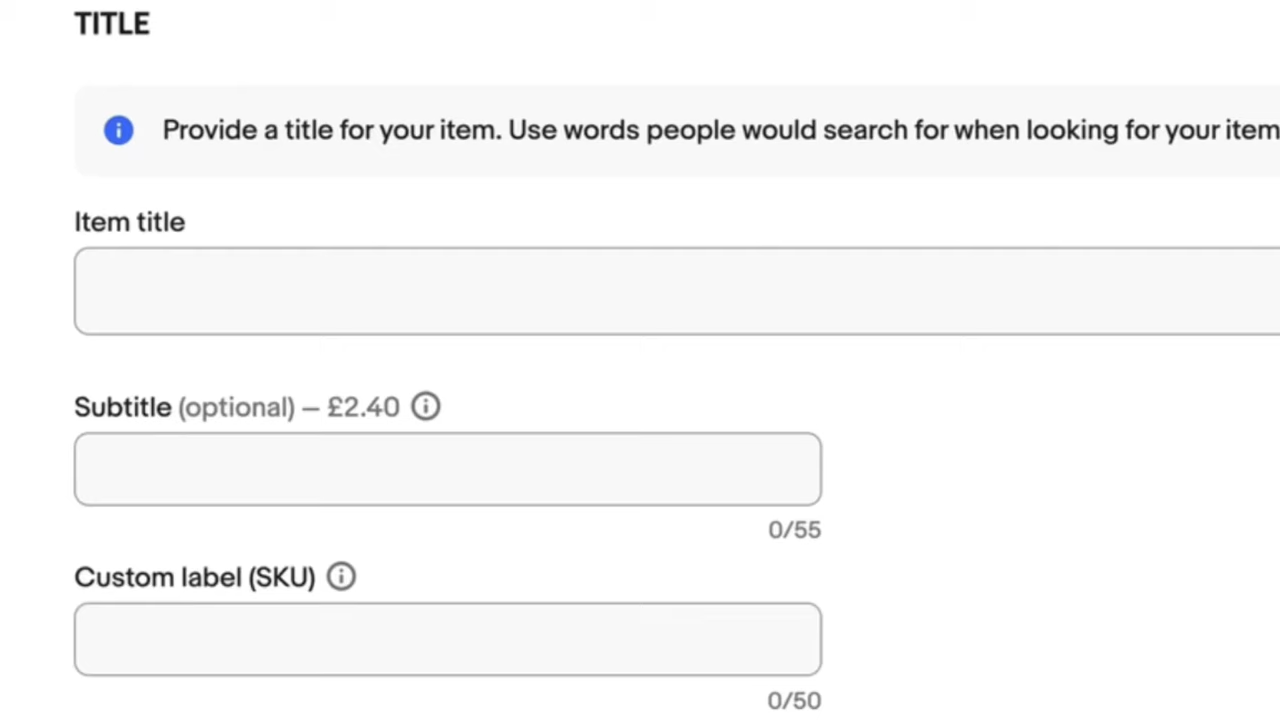 TITLE
Provide a title for your item. Use words people would search for when looking for your item
Item title
Subtitle (optional) – £2.40
0/55
Custom label (SKU)
0/50